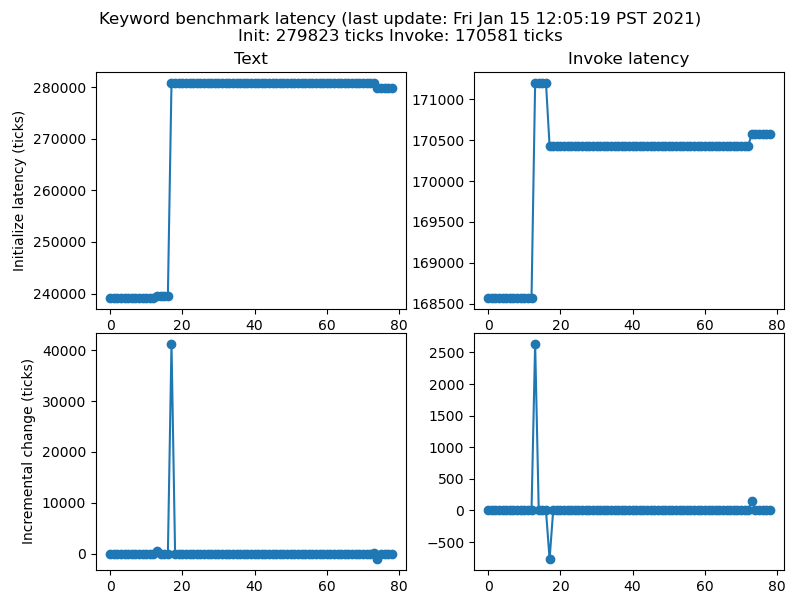 Keyword benchmark latency (last update: Fri Jan 15 12:05:19 PST 2021)
Init: 279823 ticks Invoke: 170581 ticks
Text
Invoke latency
Initialize latency (ticks)
280000
270000
260000
250000
240000
0 20 40 60 80
171000
170500
170000
169500
169000
168500
0 20 40 60 80
Incremental change (ticks)
40000
30000
20000
10000
0
0 20 40 60 80
2500
2000
1500
1000
500
0
−500
0 20 40 60 80